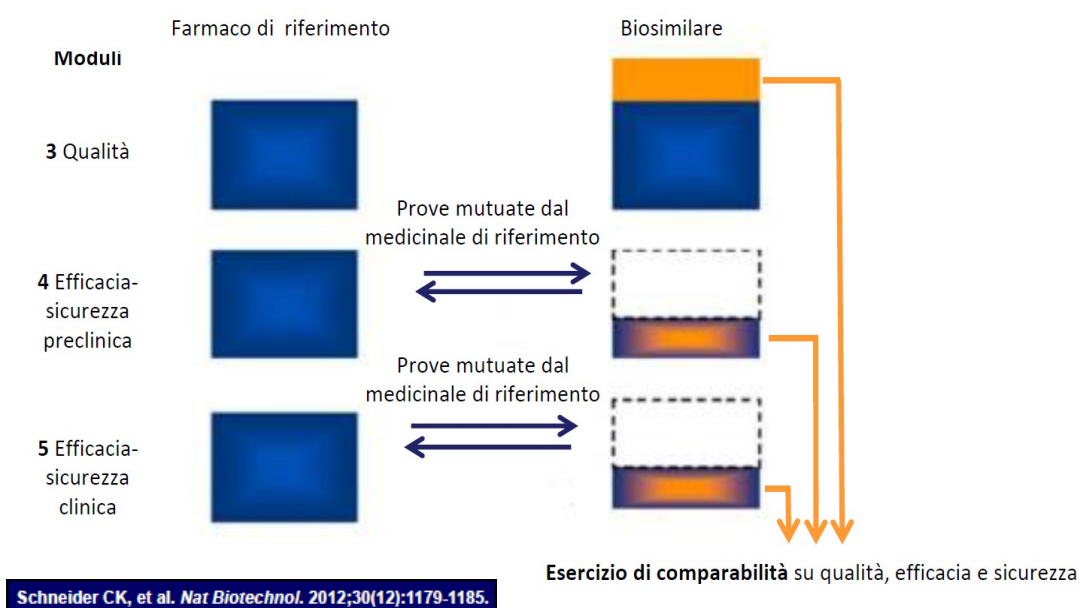 Farmaco di riferimento
Biosimilare
Moduli
3 Qualità
Prove mutuate dal
medicinale di riferimento
4 Efficacia-
sicurezza
preclinica
Prove mutuate dal
medicinale di riferimento
5 Efficacia-
sicurezza
clinica
Esercizio di comparabilità su qualità, efficacia e sicurezza
Schneider CK, et al. Nat Biotechnol. 2012;30(12):1179-1185.